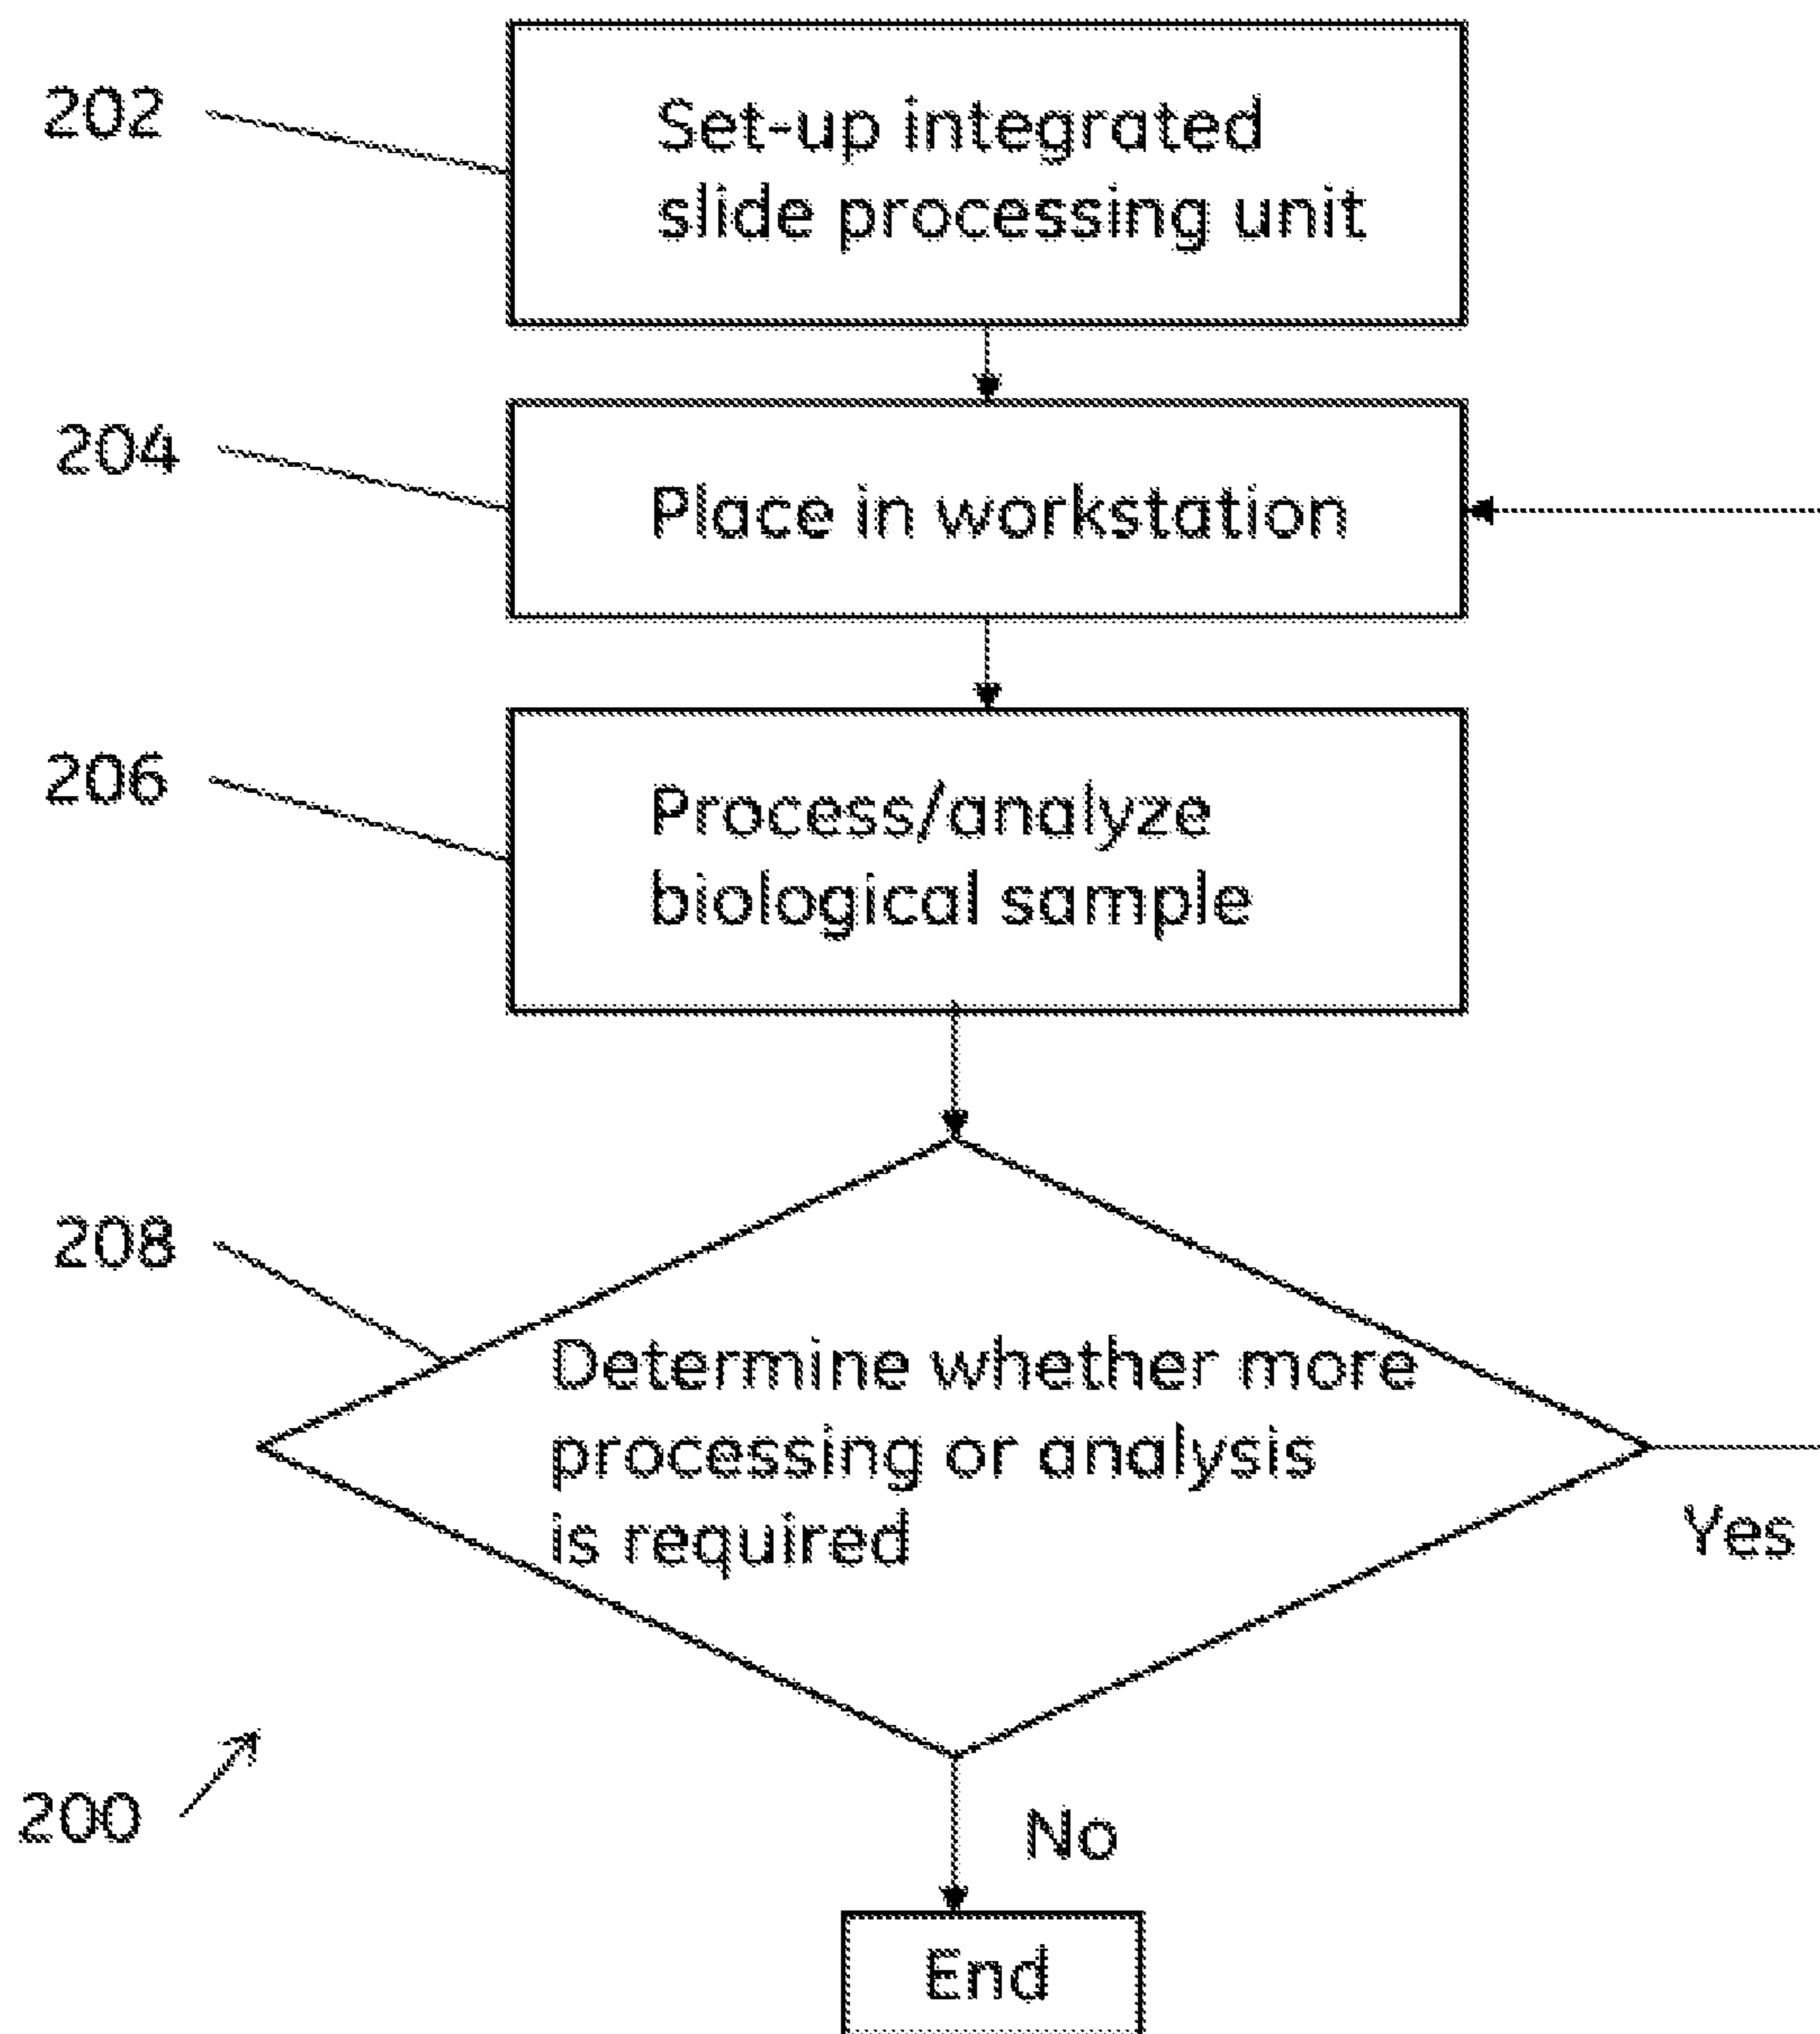 202
Set-up integrated
slide processing unit
204
Place in workstation
206
Process/analyze
biological sample
208
Determine whether more
processing or analysis
is required
Yes
200
No
End